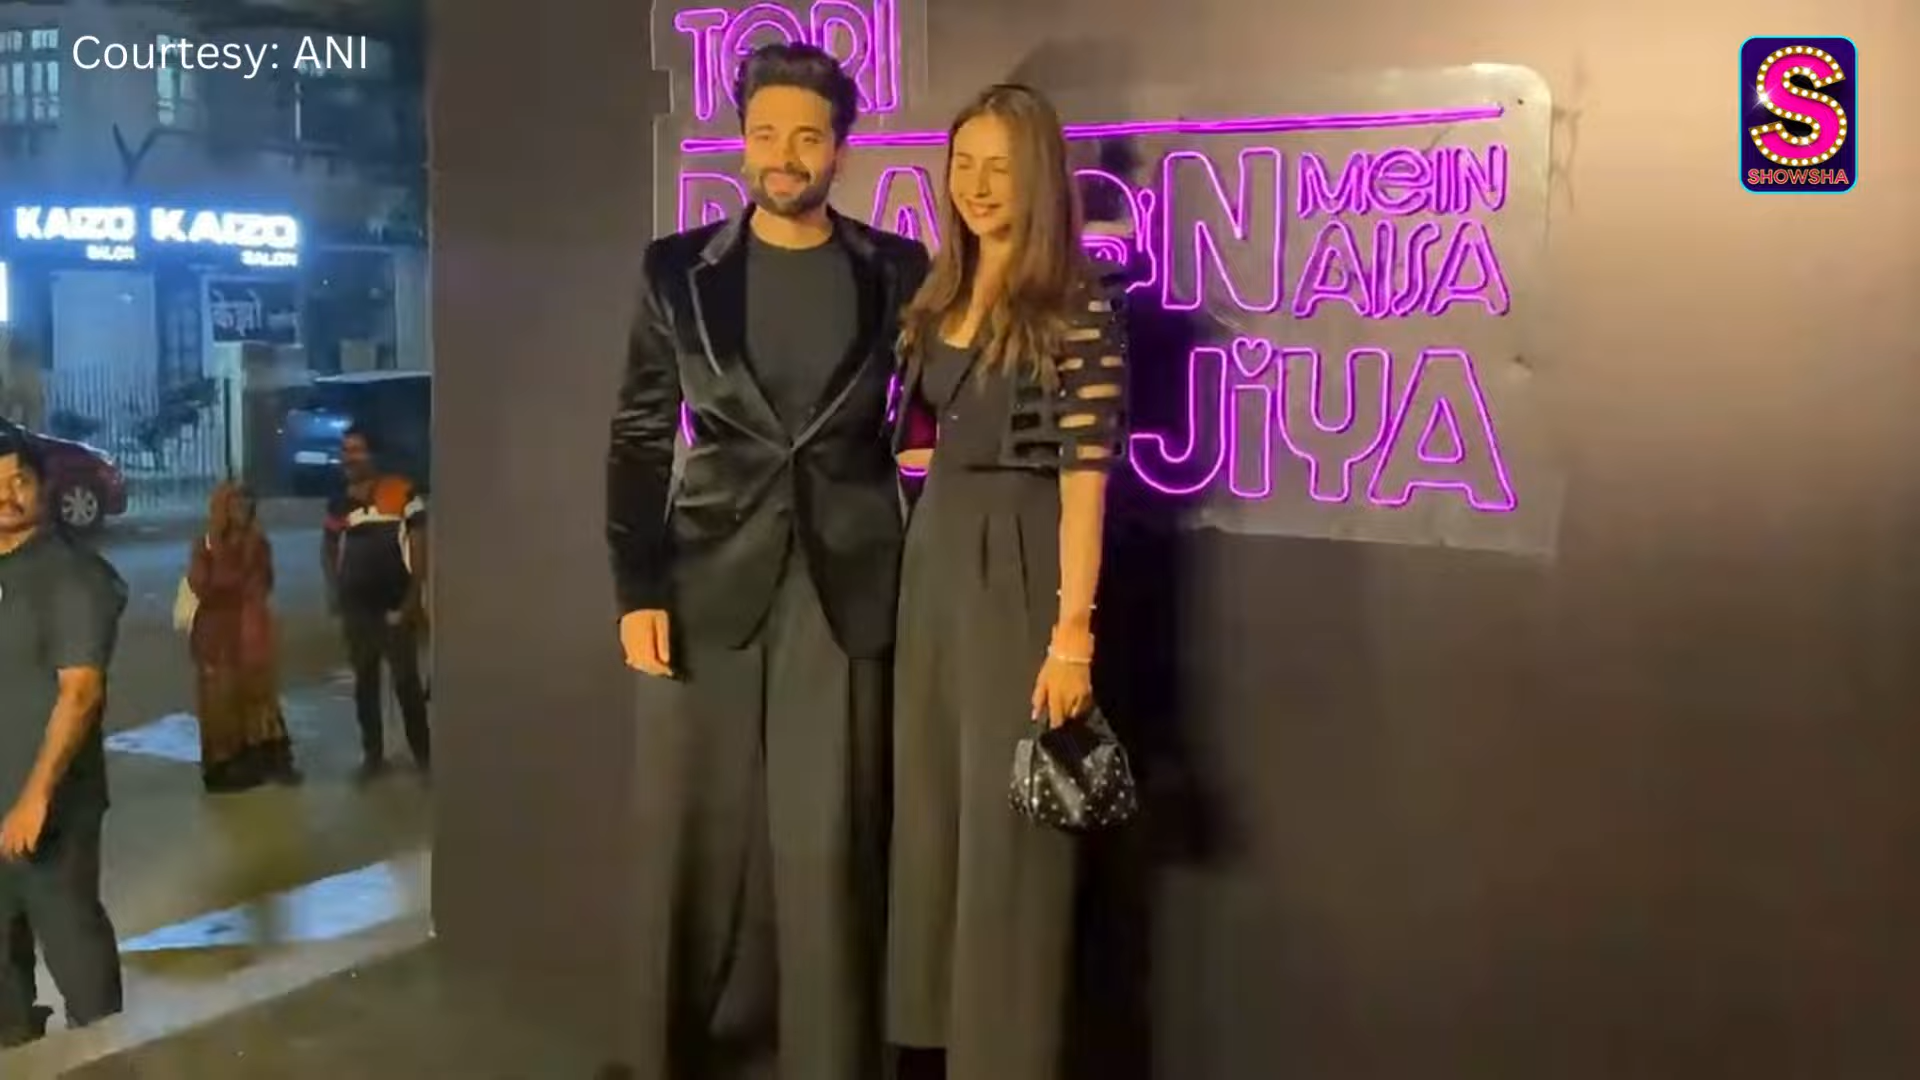 Courtesy: ANI
SHOWSHA
TERI
MEIN
AISA
JiYA
KAIZO KAIZO
SALON SALON